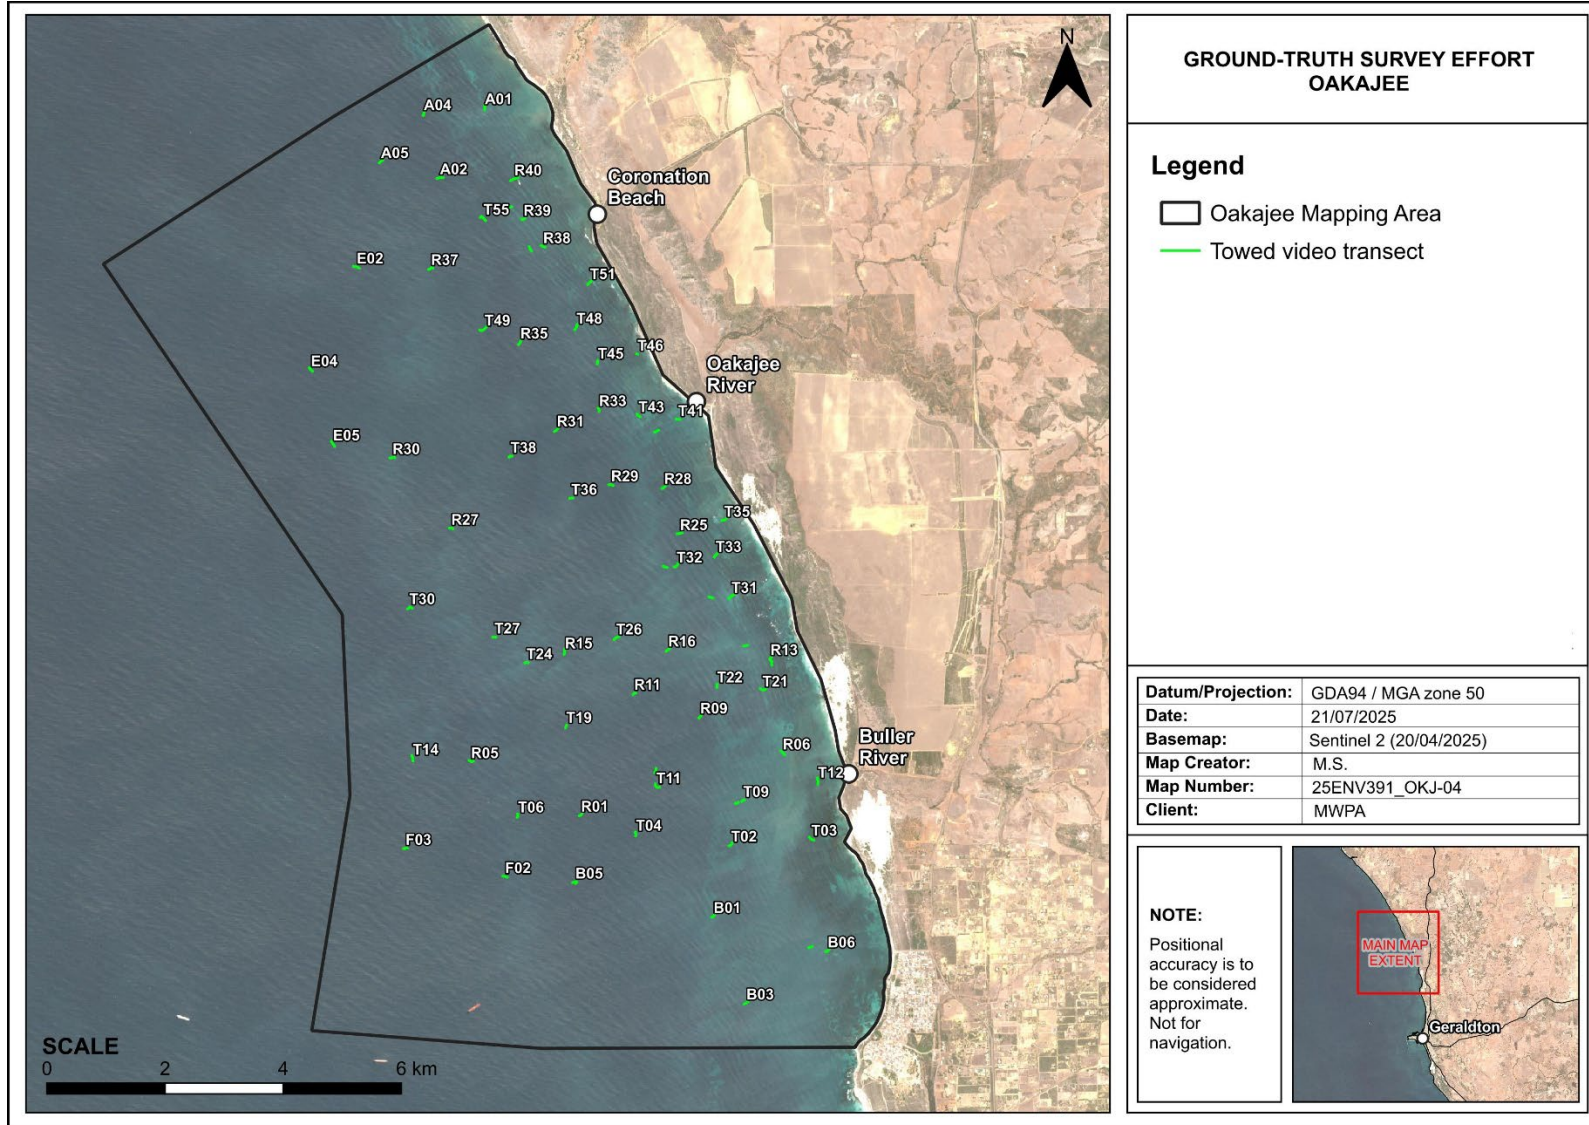 GROUND-TRUTH SURVEY EFFORT
OAKAJEE
Legend
Oakajee Mapping Area
Towed video transect
N
A04
A01
A05
A02
R40
Coronation
Beach
T55
R39
R38
E02
R37
T51
T49
R35
T48
T46
T45
Oakajee
River
E04
R33
T43
T41
R31
E05
R30
T38
R29
R28
T36
R27
R25
T35
T33
T32
T31
T30
T27
R15
T26
R16
T24
R13
R11
T22
T21
T19
R09
T14
R05
R06
Buller
River
T11
T12
T09
T06
R01
T04
T02
T03
F03
F02
B05
B01
B06
B03
SCALE
0 2 4 6 km
Datum/Projection: GDA94 / MGA zone 50
Date: 21/07/2025
Basemap: Sentinel 2 (20/04/2025)
Map Creator: M.S.
Map Number: 25ENV391_OKJ-04
Client: MWPA
NOTE:
Positional
accuracy is to
be considered
approximate.
Not for
navigation.
MAIN MAP
EXTENT
Geraldton